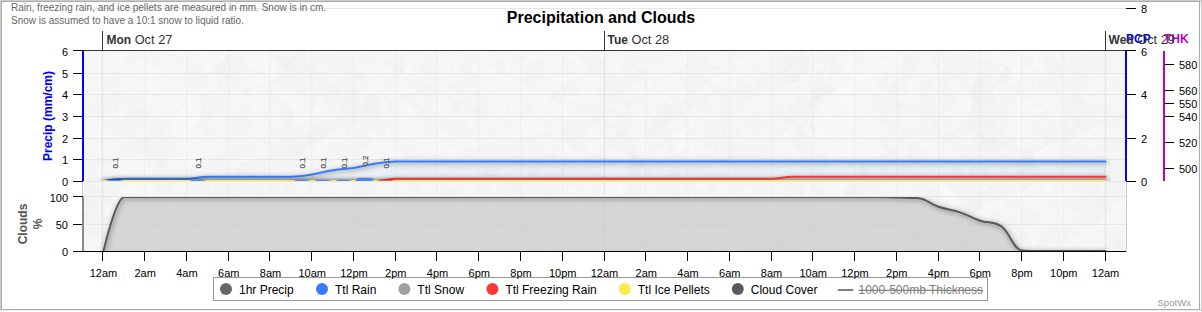 Rain, freezing rain, and ice pellets are measured in mm. Snow is in cm.
Snow is assumed to have a 10:1 snow to liquid ratio.
Precipitation and Clouds
8
Mon Oct 27
Tue Oct 28
Wed Oct 29
PCP
THK
6
5
4
3
2
1
0
Precip (mm/cm)
0.1
0.1
0.1
0.1
0.1
0.2
0.1
6
4
2
0
580
560
550
540
520
500
100
50
0
Clouds
%
12am 2am 4am 6am 8am 10am 12pm 2pm 4pm 6pm 8pm 10pm 12am 2am 4am 6am 8am 10am 12pm 2pm 4pm 6pm 8pm 10pm 12am
1hr Precip Ttl Rain Ttl Snow Ttl Freezing Rain Ttl Ice Pellets Cloud Cover 1000-500mb Thickness
SpotWx